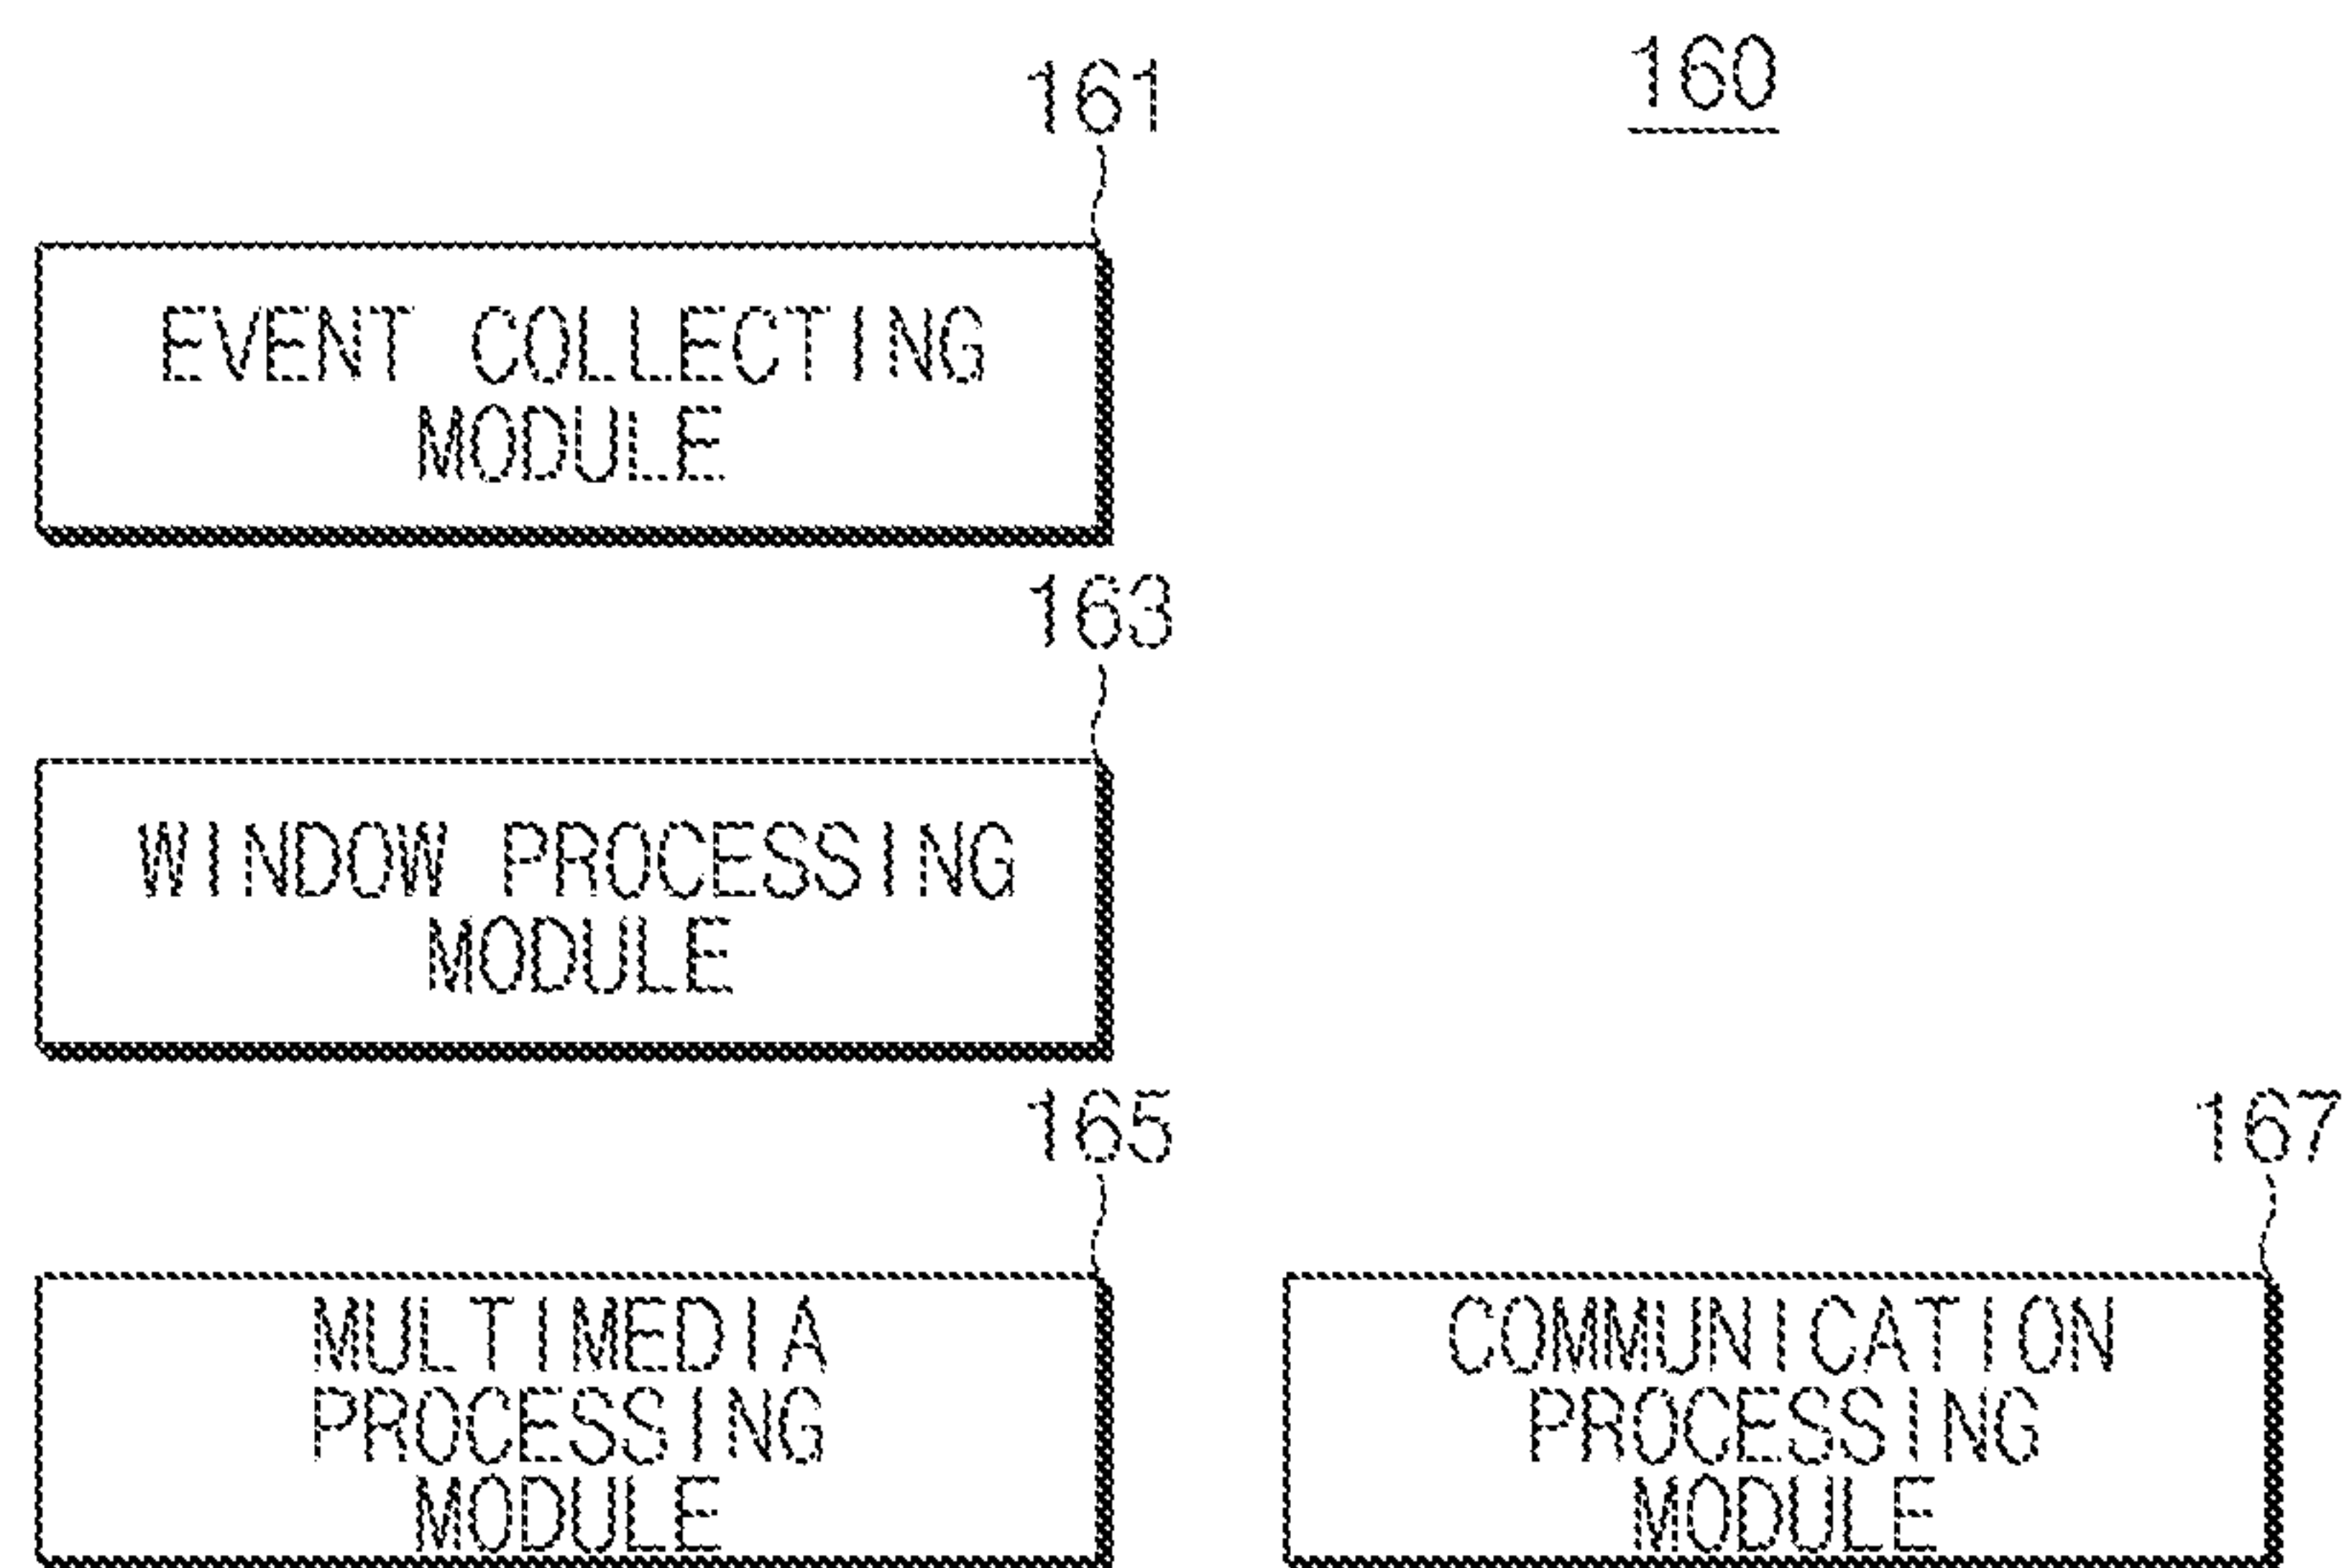 161
160
EVENT COLLECTING
MODULE
163
WINDOW PROCESSING
MODULE
165
167
MULTIMEDIA
PROCESSING
MODULE
COMMUNICATION
PROCESSING
MODULE